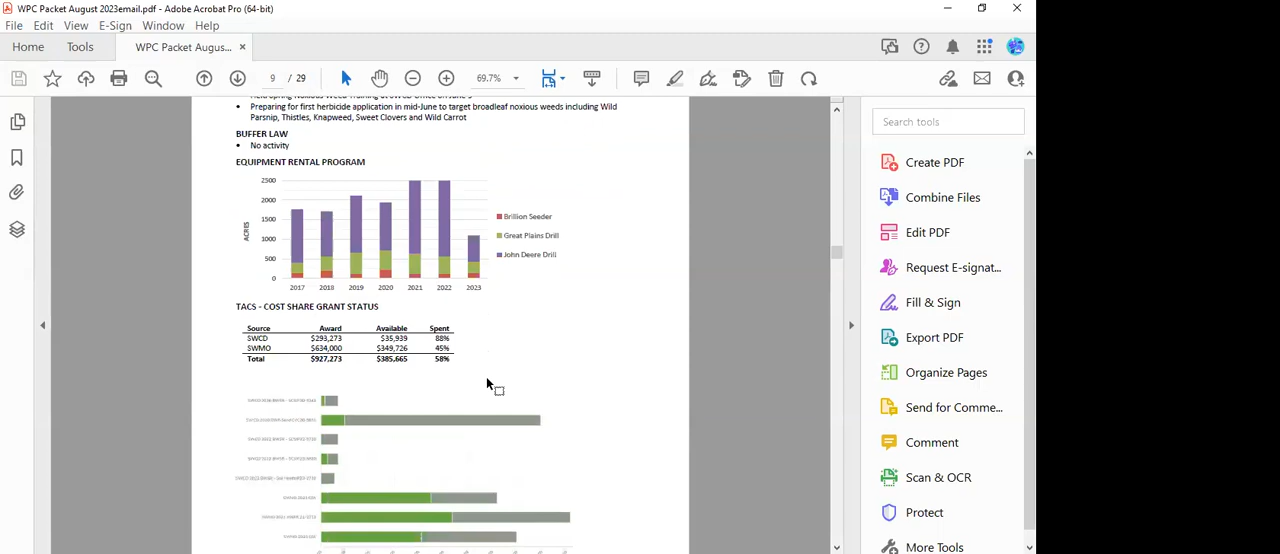 WPC Packet August 2023email.pdf - Adobe Acrobat Pro (64-bit)
File Edit View E-Sign Window Help
Home Tools WPC Packet Augus... ×
9 / 29 69.7%
Preparing for first herbicide application in mid-June to target broadleaf noxious weeds including Wild
Parsnip, Thistles, Knapweed, Sweet Clovers and Wild Carrot
BUFFER LAW
• No activity
EQUIPMENT RENTAL PROGRAM
2500
2000
1500
1000
500
0
ACRES
2017 2018 2019 2020 2021 2022 2023
Brillion Seeder
Great Plains Drill
John Deere Drill
TACS - COST SHARE GRANT STATUS
Source Award Available Spent
SWCD $293,273 $35,939 88%
SWMO $634,000 $349,726 45%
Total $927,273 $385,665 58%
Search tools
Create PDF
Combine Files
Edit PDF
Request E-signat...
Fill & Sign
Export PDF
Organize Pages
Send for Comme...
Comment
Scan & OCR
Protect
More Tools